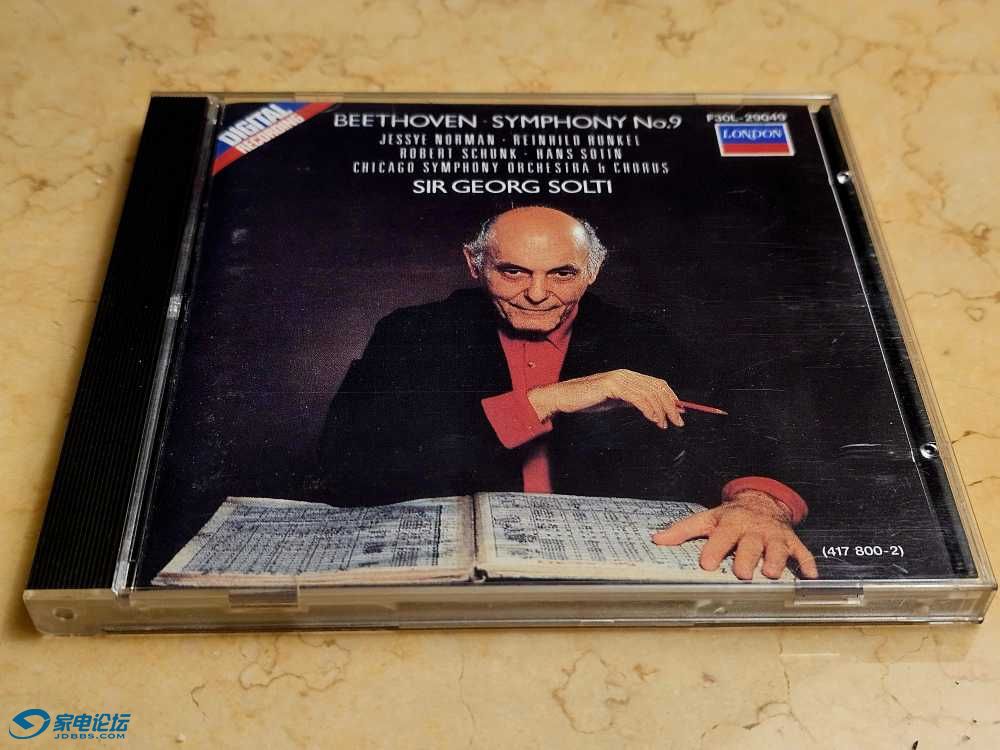 DIGITAL
RECORDING
BEETHOVEN · SYMPHONY No.9
F30L-29049
LONDON
JESSYE NORMAN · REINHILD RUNKEL
ROBERT SCHUNK · HANS SOTIN
CHICAGO SYMPHONY ORCHESTRA & CHORUS
SIR GEORG SOLTI
(417 800-2)
家电论坛
JDBBS.COM